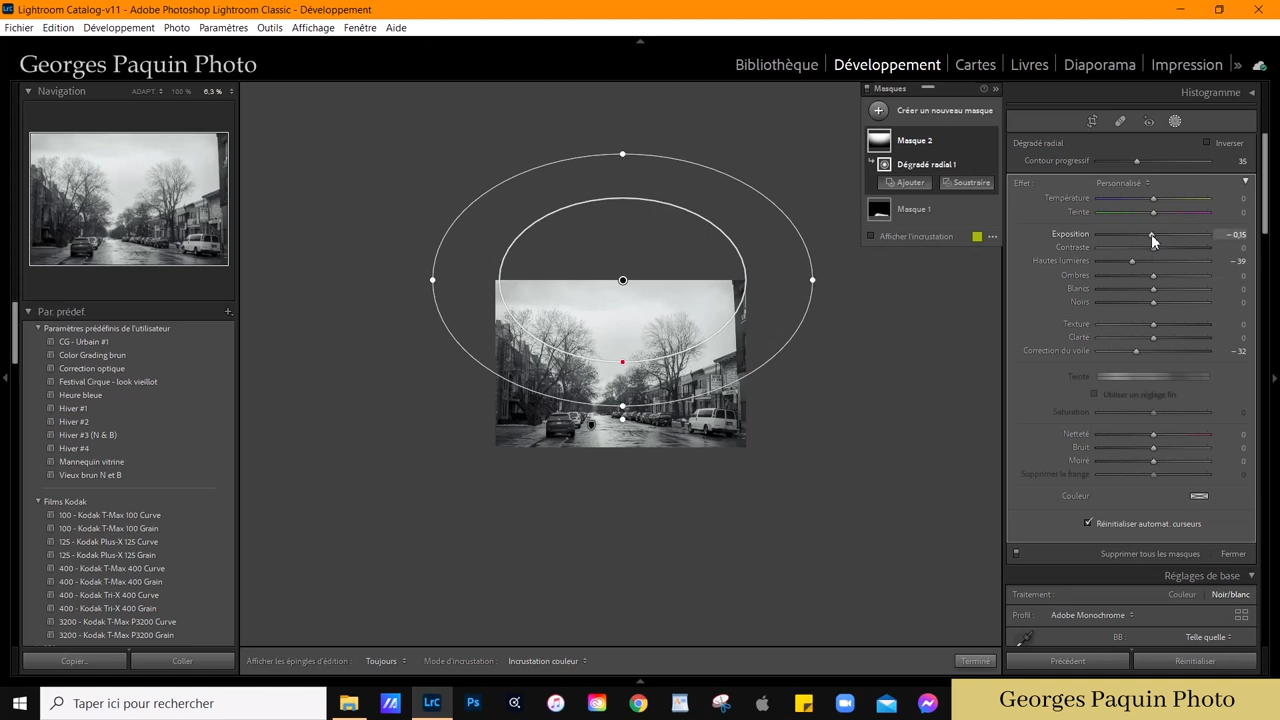 Lightroom Catalog-v11 - Adobe Photoshop Lightroom Classic - Développement
Fichier Edition Développement Photo Paramètres Outils Affichage Fenêtre Aide
Georges Paquin Photo
Bibliothèque Développement Cartes Livres Diaporama Impression »
Navigation ADAPT. 100 % 6,3 %
Masques
Histogramme
Créer un nouveau masque
Masque 2
Dégradé radial 1
Ajouter Soustraire
Masque 1
Afficher l'incrustation
Dégradé radial Inverser
Contour progressif 35
Effet : Personnalisé
Température 0
Teinte 0
Exposition – 0,15
Contraste 0
Hautes lumières – 39
Ombres 0
Blancs 0
Noirs 0
Texture 0
Clarté 0
Correction du voile – 32
Teinte
Utiliser un réglage fin
Saturation 0
Netteté 0
Bruit 0
Moiré 0
Supprimer la frange 0
Couleur
Réinitialiser automat. curseurs
Supprimer tous les masques Fermer
Réglages de base
Traitement : Couleur Noir/blanc
Profil : Adobe Monochrome
BB : Telle quelle
Précédent Réinitialiser
Par. prédef.
Paramètres prédéfinis de l'utilisateur
CG - Urbain #1
Color Grading brun
Correction optique
Festival Cirque - look vieillot
Heure bleue
Hiver #1
Hiver #2
Hiver #3 (N & B)
Hiver #4
Mannequin vitrine
Vieux brun N et B
Films Kodak
100 - Kodak T-Max 100 Curve
100 - Kodak T-Max 100 Grain
125 - Kodak Plus-X 125 Curve
125 - Kodak Plus-X 125 Grain
400 - Kodak T-Max 400 Curve
400 - Kodak T-Max 400 Grain
400 - Kodak Tri-X 400 Curve
400 - Kodak Tri-X 400 Grain
3200 - Kodak T-Max P3200 Curve
3200 - Kodak T-Max P3200 Grain
Copier... Coller
Afficher les épingles d'édition : Toujours Mode d'incrustation : Incrustation couleur Terminé
Taper ici pour rechercher
LrC Ps
Georges Paquin Photo